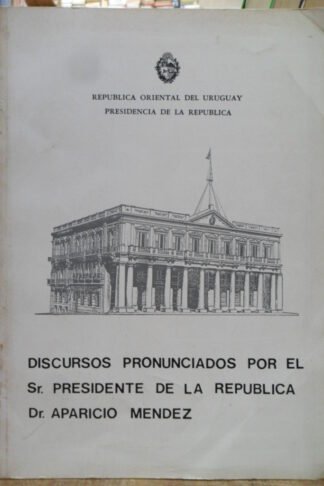 REPUBLICA ORIENTAL DEL URUGUAY
PRESIDENCIA DE LA REPUBLICA
DISCURSOS PRONUNCIADOS POR EL
Sr. PRESIDENTE DE LA REPUBLICA
Dr. APARICIO MENDEZ